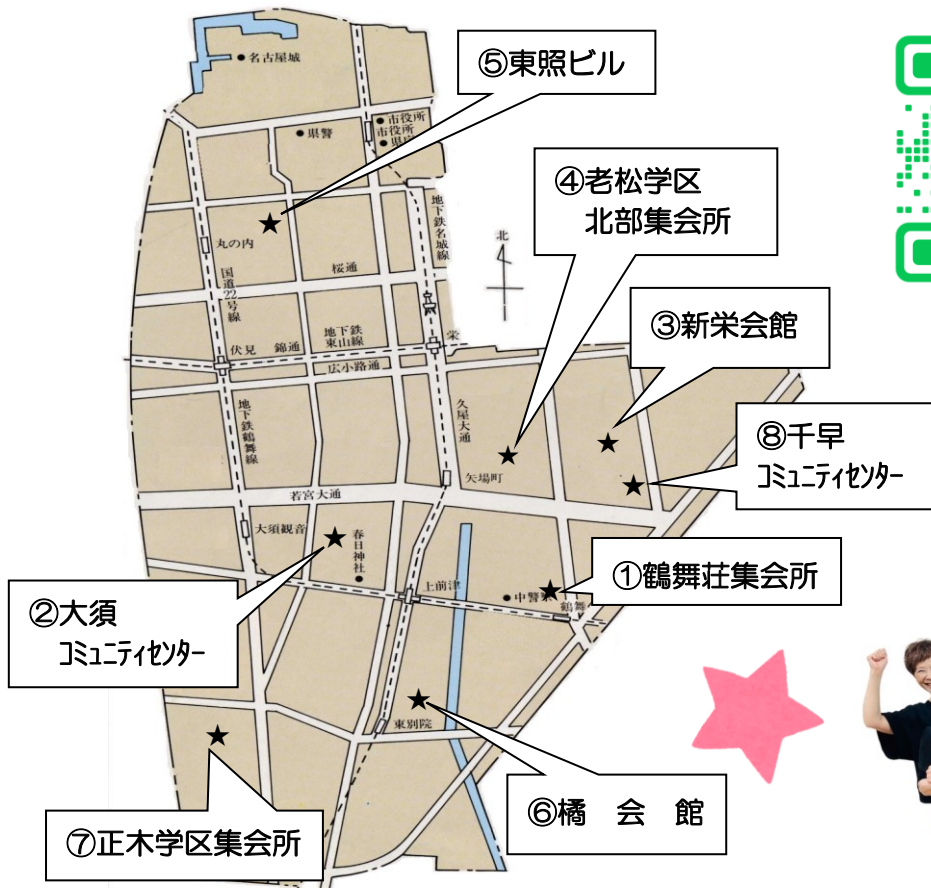 ⑤東照ビル
名古屋城
市役所
市役所
県警
④老松学区
北部集会所
地下鉄名城線
丸の内
北
桜通
国道22号線
③新栄会館
地下鉄
東山線
栄
伏見
錦通
広小路通
地下鉄鶴舞線
久屋大通
⑧千早
コミュニティセンター
矢場町
若宮大通
大須観音
春日神社
①鶴舞荘集会所
上前津
鶴舞
②大須
コミュニティセンター
東別院
⑥橘 会 館
⑦正木学区集会所